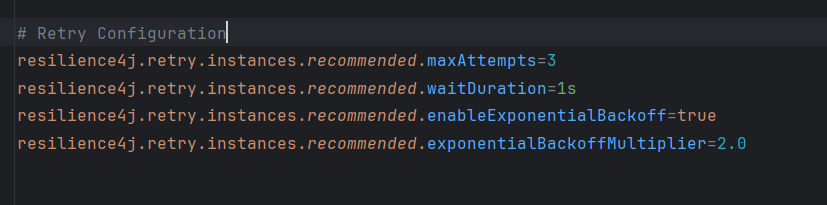 # Retry Configuration
resilience4j.retry.instances.recommended.maxAttempts=3
resilience4j.retry.instances.recommended.waitDuration=1s
resilience4j.retry.instances.recommended.enableExponentialBackoff=true
resilience4j.retry.instances.recommended.exponentialBackoffMultiplier=2.0